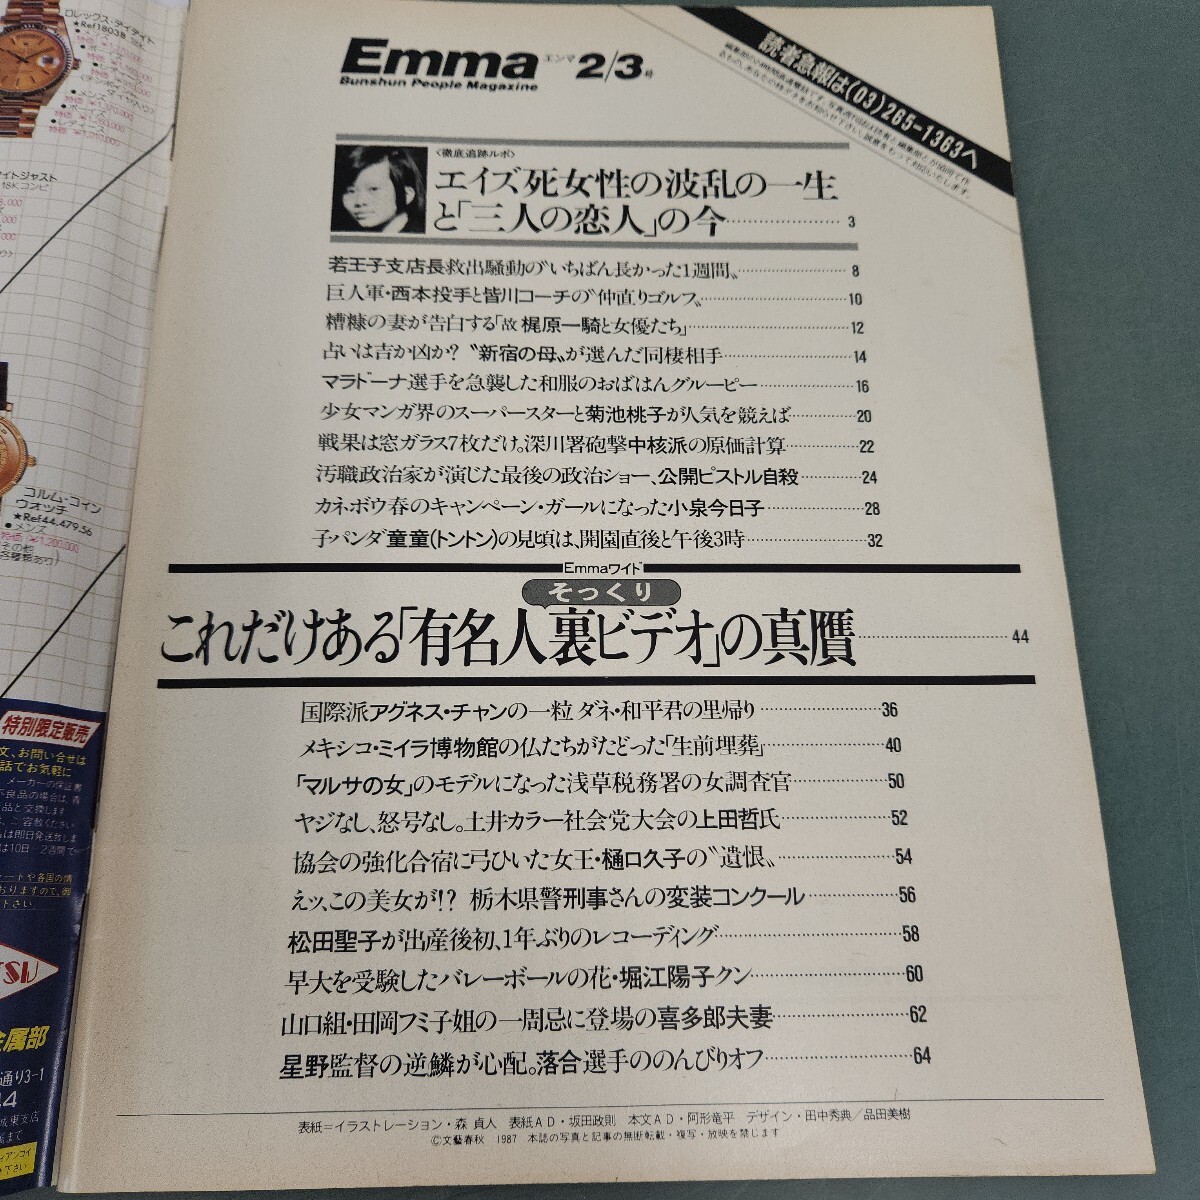 Emma エンマ 2/3号
Bunshun People Magazine
読者急報は(03)265-1363へ
〈徹底追跡ルポ〉
エイズ死女性の波乱の一生
と「三人の恋人」の今 3
若王子支店長救出騒動の〝いちばん長かった1週間〟 8
巨人軍・西本投手と皆川コーチの〝仲直りゴルフ〟 10
糟糠の妻が告白する「故梶原一騎と女優たち」 12
占いは吉か凶か? 〝新宿の母〟が選んだ同棲相手 14
マラドーナ選手を急襲した和服のおばはんグルーピー 16
少女マンガ界のスーパースターと菊池桃子が人気を競えば 20
戦果は窓ガラス7枚だけ。深川署砲撃中核派の原価計算 22
汚職政治家が演じた最後の政治ショー、公開ピストル自殺 24
カネボウ春のキャンペーン・ガールになった小泉今日子 28
子パンダ童童(トントン)の見頃は、開園直後と午後3時 32
Emmaワイド
そっくり
これだけある「有名人裏ビデオ」の真贋 44
国際派アグネス・チャンの一粒ダネ・和平君の里帰り 36
メキシコ・ミイラ博物館の仏たちがたどった「生前埋葬」 40
「マルサの女」のモデルになった浅草税務署の女調査官 50
ヤジなし、怒号なし。土井カラー社会党大会の上田哲氏 52
協会の強化合宿に弓ひいた女王・樋口久子の〝遺恨〟 54
えッ、この美女が!? 栃木県警刑事さんの変装コンクール 56
松田聖子が出産後初、1年ぶりのレコーディング 58
早大を受験したバレーボールの花・堀江陽子クン 60
山口組・田岡フミ子姐の一周忌に登場の喜多郎夫妻 62
星野監督の逆鱗が心配。落合選手ののんびりオフ 64
表紙=イラストレーション・森 貞人 表紙AD・坂田政則 本文AD・阿形竜平 デザイン・田中秀典/品田美樹
©文藝春秋 1987 本誌の写真と記事の無断転載・複写・放映を禁じます
ロレックス・デイデイト
★Ref18038
コルム・コイン
ウォッチ
★Ref44.479.56
●メンズ
特価 ¥1,200,000
特別限定販売
金属部
通り3-1
城東支店